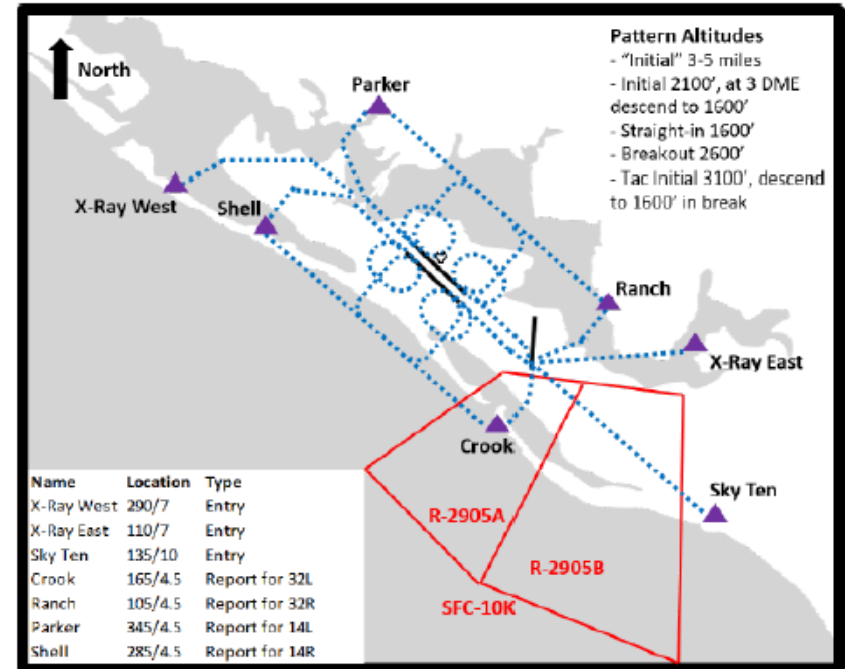 Pattern Altitudes
- “Initial” 3-5 miles
- Initial 2100’, at 3 DME
descend to 1600’
- Straight-in 1600’
- Breakout 2600’
- Tac Initial 3100’, descend
to 1600’ in break
North
Parker
X-Ray West
Shell
Ranch
X-Ray East
Crook
Sky Ten
R-2905A
R-2905B
SFC-10K
Name Location Type
X-Ray West 290/7 Entry
X-Ray East 110/7 Entry
Sky Ten 135/10 Entry
Crook 165/4.5 Report for 32L
Ranch 105/4.5 Report for 32R
Parker 345/4.5 Report for 14L
Shell 285/4.5 Report for 14R